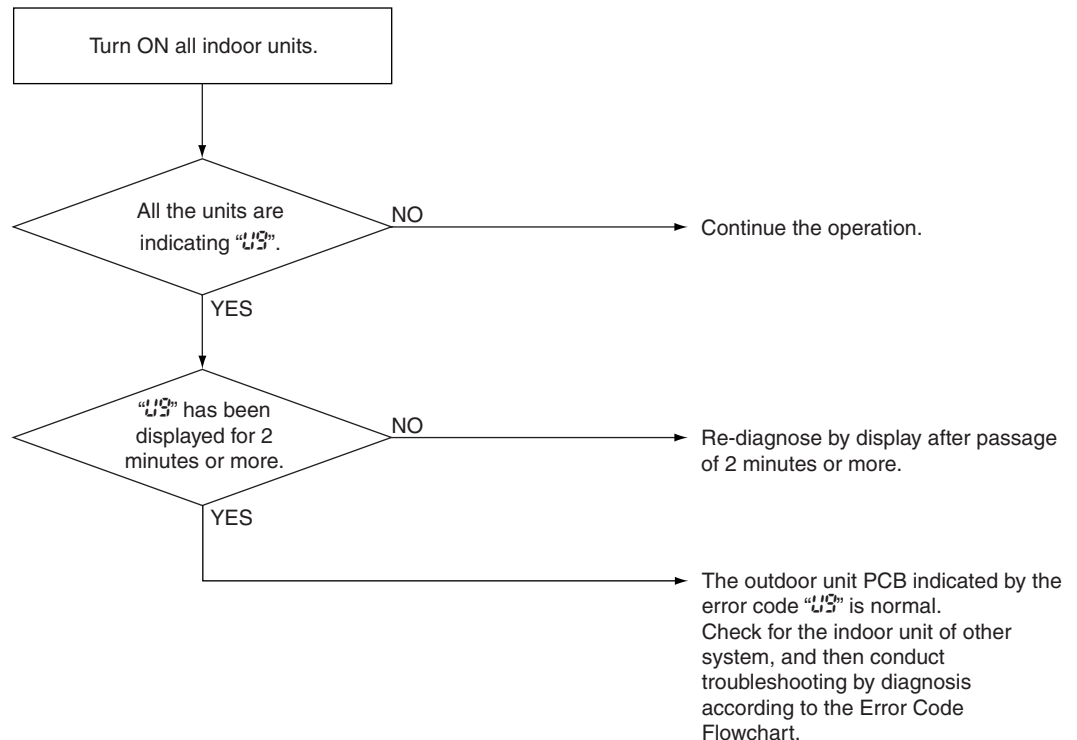 Turn ON all indoor units.
All the units are
indicating “U9”.
NO
Continue the operation.
YES
“U9” has been
displayed for 2
minutes or more.
NO
Re-diagnose by display after passage
of 2 minutes or more.
YES
The outdoor unit PCB indicated by the
error code “U9” is normal.
Check for the indoor unit of other
system, and then conduct
troubleshooting by diagnosis
according to the Error Code
Flowchart.